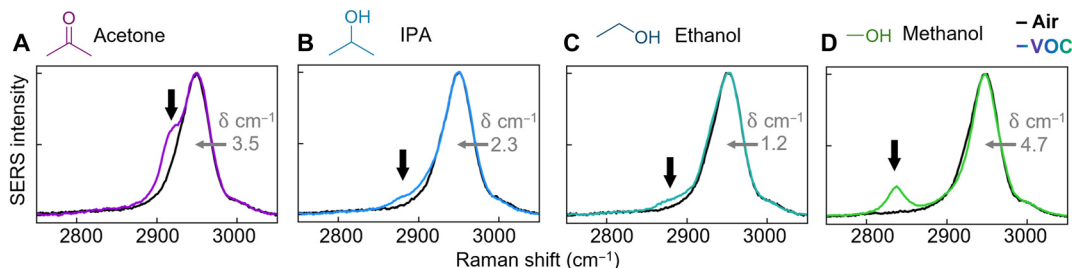 O
A
Acetone
OH
B
IPA
C
OH
Ethanol
D
OH
Methanol
– Air
– VOC
SERS intensity
δ cm⁻¹
3.5
δ cm⁻¹
2.3
δ cm⁻¹
1.2
δ cm⁻¹
4.7
2800 2900 3000
2800 2900 3000
2800 2900 3000
2800 2900 3000
Raman shift (cm⁻¹)